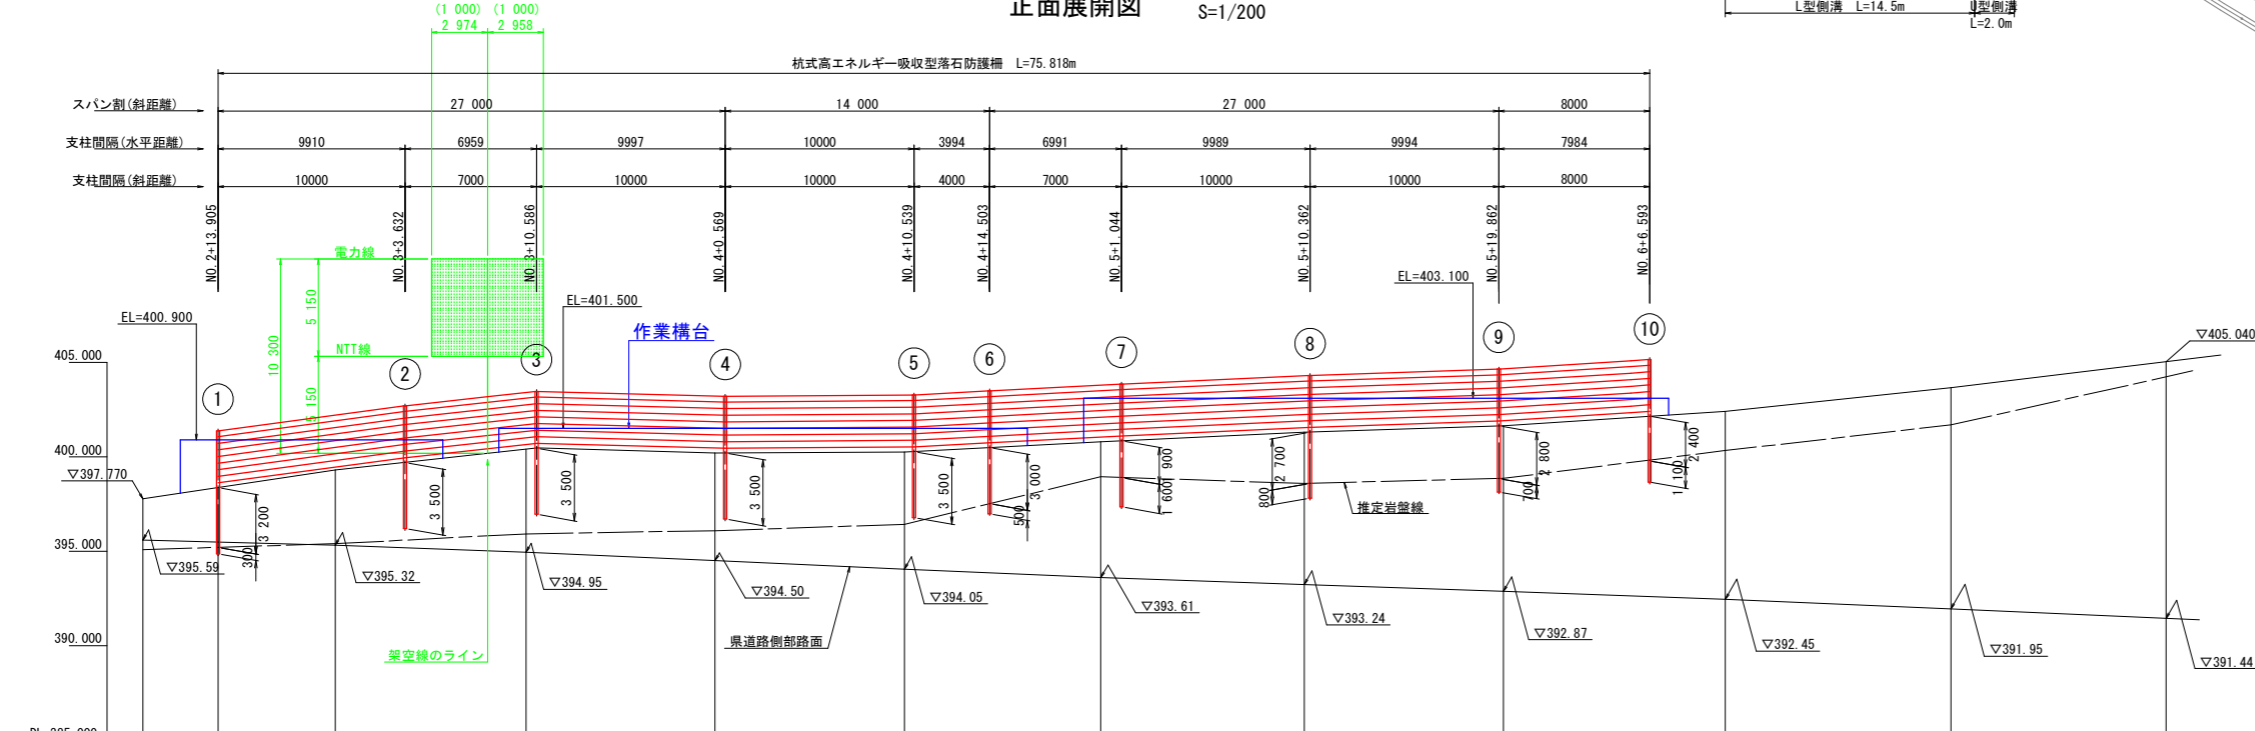 正面展開図 S=1/200
(1 000) (1 000)
2 974 2 958
L型側溝 L=14.5m
U型側溝
L=2.0m
杭式高エネルギー吸収型落石防護柵 L=75.818m
スパン割(斜距離) 27 000 14 000 27 000 8000
支柱間隔(水平距離) 9910 6959 9997 10000 3994 6991 9989 9994 7984
支柱間隔(斜距離) 10000 7000 10000 10000 4000 7000 10000 10000 8000
NO.2+13.905
NO.3+3.632
NO.3+10.586
NO.4+0.569
NO.4+10.539
NO.4+14.503
NO.5+1.044
NO.5+10.362
NO.5+19.862
NO.6+6.593
電力線
5 150
10 300
NTT線
5 150
EL=400.900
EL=401.500
EL=403.100
作業構台
① ② ③ ④ ⑤ ⑥ ⑦ ⑧ ⑨ ⑩
405.000
400.000
395.000
390.000
▽397.770
▽405.040
3 200
300
3 500
3 500
3 500
3 500
3 000
500
1 900
1 600
2 700
800
2 800
700
2 400
1 100
推定岩盤線
▽395.59
▽395.32
▽394.95
▽394.50
▽394.05
▽393.61
▽393.24
▽392.87
▽392.45
▽391.95
▽391.44
県道路側部路面
架空線のライン